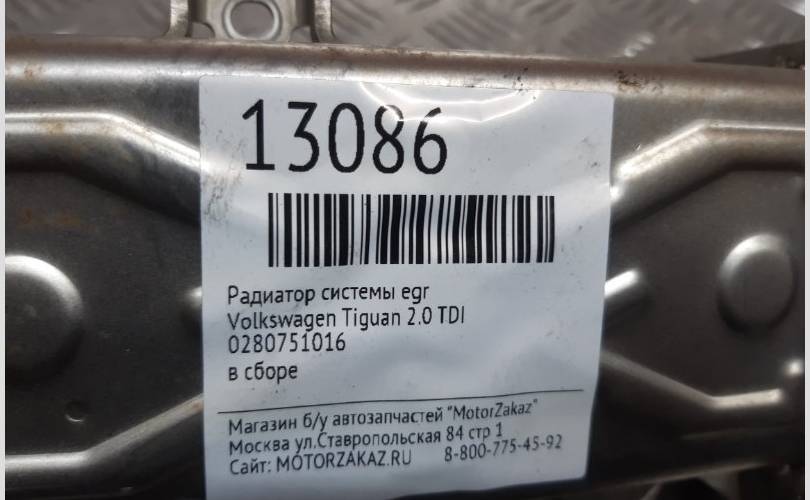 13086
Радиатор системы egr
Volkswagen Tiguan 2.0 TDI
0280751016
в сборе
Магазин б/у автозапчастей "MotorZakaz"
Москва ул.Ставропольская 84 стр 1
Сайт: MOTORZAKAZ.RU 8-800-775-45-92